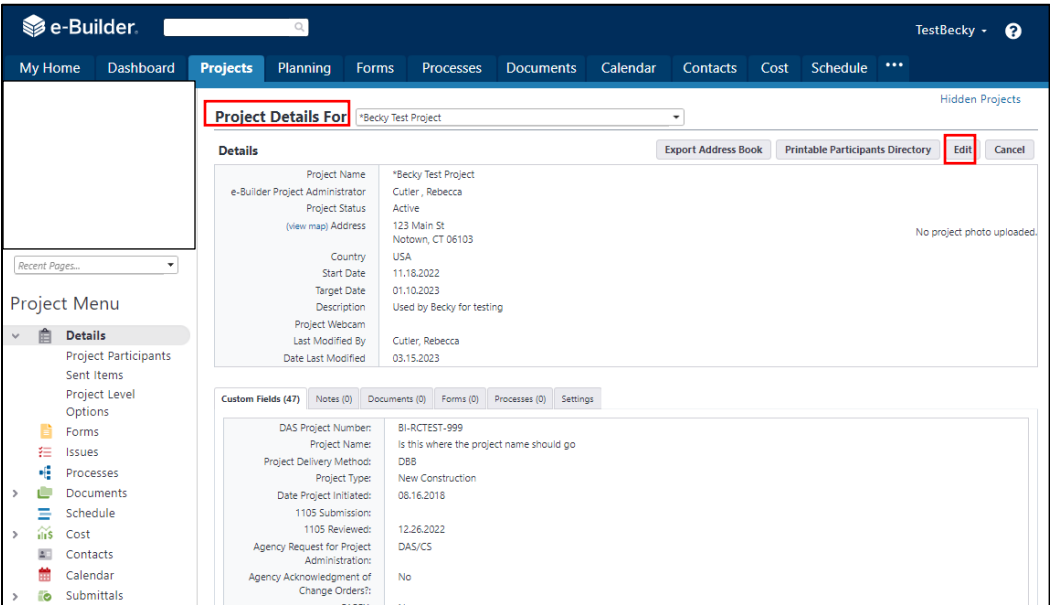 e-Builder.
TestBecky
?
My Home Dashboard Projects Planning Forms Processes Documents Calendar Contacts Cost Schedule •••
Hidden Projects
Project Details For *Becky Test Project
Details Export Address Book Printable Participants Directory Edit Cancel
Project Name *Becky Test Project
e-Builder Project Administrator Cutler , Rebecca
Project Status Active
(view map) Address 123 Main St
Notown, CT 06103
No project photo uploaded.
Country USA
Start Date 11.18.2022
Target Date 01.10.2023
Description Used by Becky for testing
Project Webcam
Last Modified By Cutler, Rebecca
Date Last Modified 03.15.2023
Recent Pages...
Project Menu
Details
Project Participants
Sent Items
Project Level
Options
Forms
Issues
Processes
Documents
Schedule
Cost
Contacts
Calendar
Submittals
Custom Fields (47) Notes (0) Documents (0) Forms (0) Processes (0) Settings
DAS Project Number: BI-RCTEST-999
Project Name: Is this where the project name should go
Project Delivery Method: DBB
Project Type: New Construction
Date Project Initiated: 08.16.2018
1105 Submission:
1105 Reviewed: 12.26.2022
Agency Request for Project DAS/CS
Administration:
Agency Acknowledgment of No
Change Orders?: